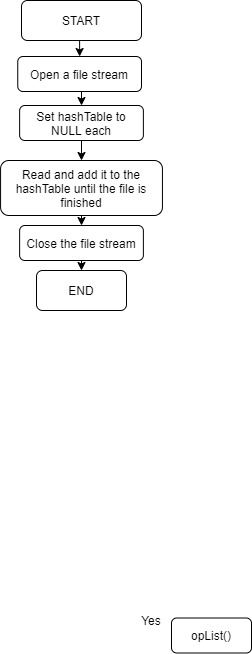 START
Open a file stream
Set hashTable to
NULL each
Read and add it to the
hashTable until the file is
finished
Close the file stream
END
Yes
opList()